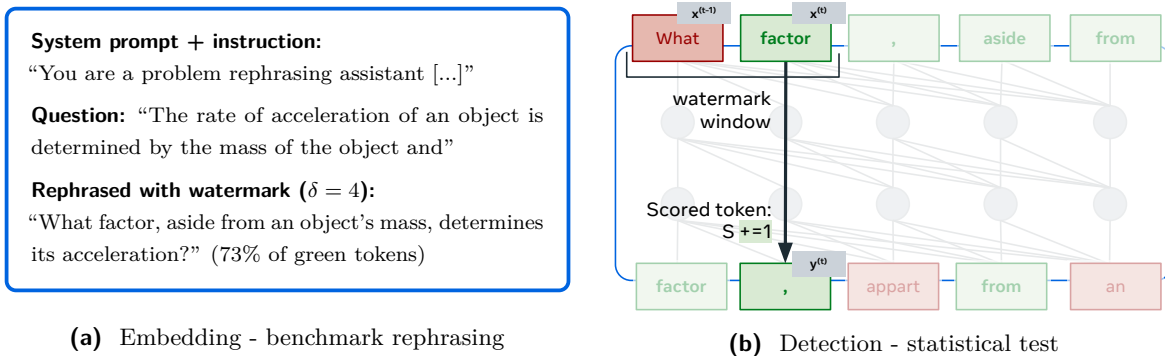 System prompt + instruction:
“You are a problem rephrasing assistant [...]”
Question: “The rate of acceleration of an object is
determined by the mass of the object and”
Rephrased with watermark (δ = 4):
“What factor, aside from an object’s mass, determines
its acceleration?” (73% of green tokens)
(a) Embedding - benchmark rephrasing
x(t-1) x(t)
What factor , aside from
watermark
window
Scored token:
S +=1
y(t)
factor , appart from an
(b) Detection - statistical test